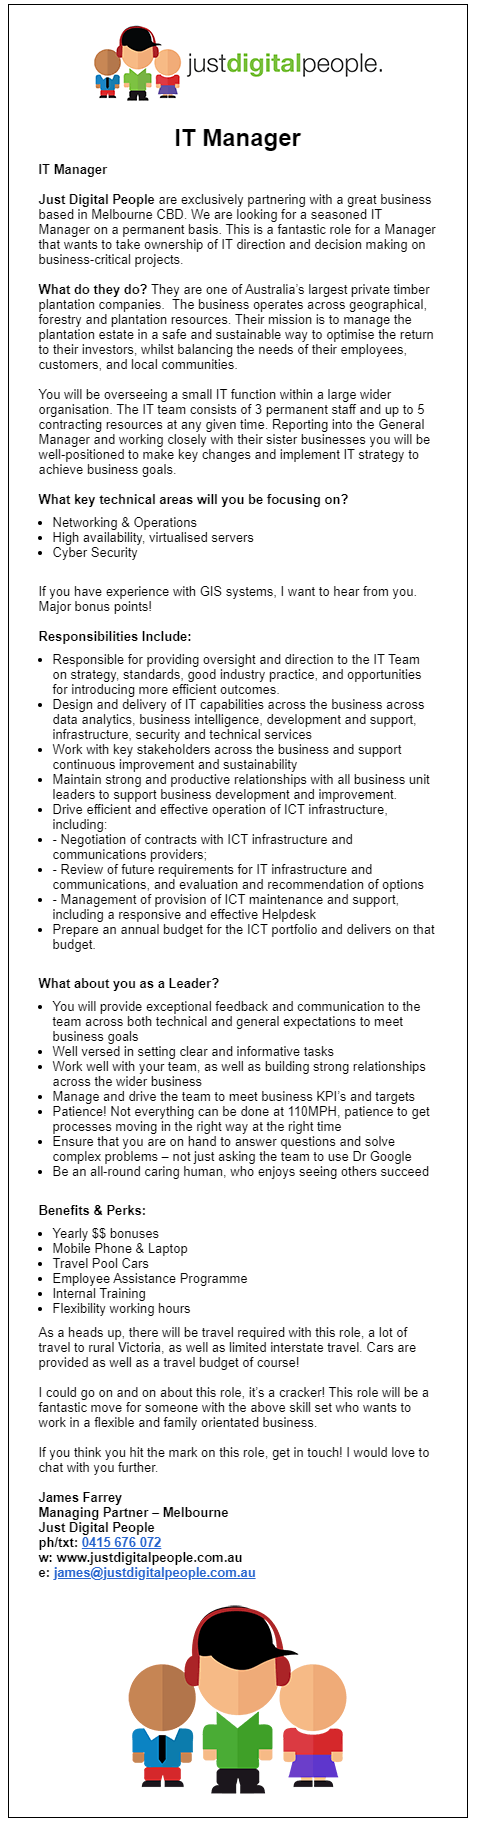 justdigitalpeople.
IT Manager
IT Manager
Just Digital People are exclusively partnering with a great business
based in Melbourne CBD. We are looking for a seasoned IT
Manager on a permanent basis. This is a fantastic role for a Manager
that wants to take ownership of IT direction and decision making on
business-critical projects.
What do they do? They are one of Australia's largest private timber
plantation companies.  The business operates across geographical,
forestry and plantation resources. Their mission is to manage the
plantation estate in a safe and sustainable way to optimise the return
to their investors, whilst balancing the needs of their employees,
customers, and local communities.
You will be overseeing a small IT function within a large wider
organisation. The IT team consists of 3 permanent staff and up to 5
contracting resources at any given time. Reporting into the General
Manager and working closely with their sister businesses you will be
well-positioned to make key changes and implement IT strategy to
achieve business goals.
What key technical areas will you be focusing on?
• Networking & Operations
• High availability, virtualised servers
• Cyber Security
If you have experience with GIS systems, I want to hear from you.
Major bonus points!
Responsibilities Include:
• Responsible for providing oversight and direction to the IT Team
on strategy, standards, good industry practice, and opportunities
for introducing more efficient outcomes.
• Design and delivery of IT capabilities across the business across
data analytics, business intelligence, development and support,
infrastructure, security and technical services
• Work with key stakeholders across the business and support
continuous improvement and sustainability
• Maintain strong and productive relationships with all business unit
leaders to support business development and improvement.
• Drive efficient and effective operation of ICT infrastructure,
including:
• - Negotiation of contracts with ICT infrastructure and
communications providers;
• - Review of future requirements for IT infrastructure and
communications, and evaluation and recommendation of options
• - Management of provision of ICT maintenance and support,
including a responsive and effective Helpdesk
• Prepare an annual budget for the ICT portfolio and delivers on that
budget.
What about you as a Leader?
• You will provide exceptional feedback and communication to the
team across both technical and general expectations to meet
business goals
• Well versed in setting clear and informative tasks
• Work well with your team, as well as building strong relationships
across the wider business
• Manage and drive the team to meet business KPI's and targets
• Patience! Not everything can be done at 110MPH, patience to get
processes moving in the right way at the right time
• Ensure that you are on hand to answer questions and solve
complex problems – not just asking the team to use Dr Google
• Be an all-round caring human, who enjoys seeing others succeed
Benefits & Perks:
• Yearly $$ bonuses
• Mobile Phone & Laptop
• Travel Pool Cars
• Employee Assistance Programme
• Internal Training
• Flexibility working hours
As a heads up, there will be travel required with this role, a lot of
travel to rural Victoria, as well as limited interstate travel. Cars are
provided as well as a travel budget of course!
I could go on and on about this role, it's a cracker! This role will be a
fantastic move for someone with the above skill set who wants to
work in a flexible and family orientated business.
If you think you hit the mark on this role, get in touch! I would love to
chat with you further.
James Farrey
Managing Partner – Melbourne
Just Digital People
ph/txt: 0415 676 072
w: www.justdigitalpeople.com.au
e: james@justdigitalpeople.com.au